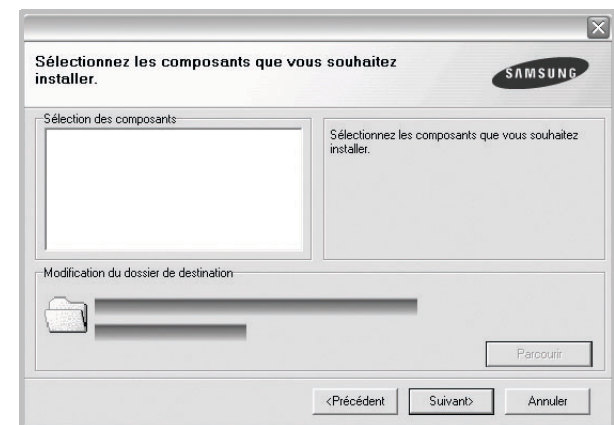 Sélectionnez les composants que vous souhaitez
installer.
SAMSUNG
Sélection des composants
Sélectionnez les composants que vous souhaitez
installer.
Modification du dossier de destination
Parcourir
<Précédent
Suivant>
Annuler